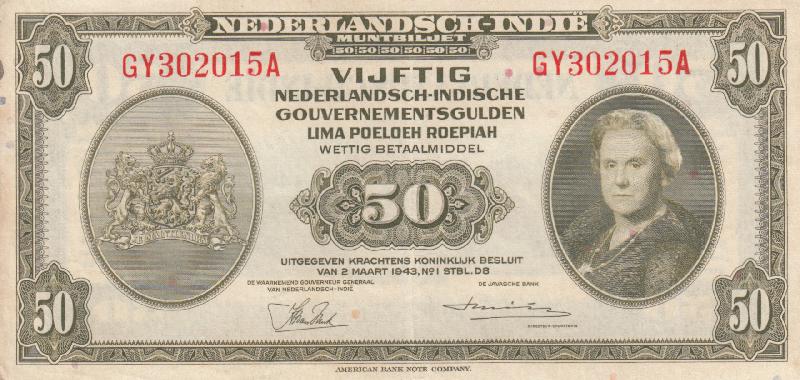 NEDERLANDSCH-INDIË
MUNTBILJET
50 50 50 50 50 50
50
50
GY302015A
GY302015A
VIJFTIG
NEDERLANDSCH-INDISCHE
GOUVERNEMENTSGULDEN
LIMA POELOEH ROEPIAH
WETTIG BETAALMIDDEL
50
UITGEGEVEN KRACHTENS KONINKLIJK BESLUIT
VAN 2 MAART 1943, No1 STBL. D8
DE WAARNEMEND GOUVERNEUR GENERAAL
VAN NEDERLANDSCH-INDIË
DE JAVASCHE BANK
50
50
AMERICAN BANK NOTE COMPANY.